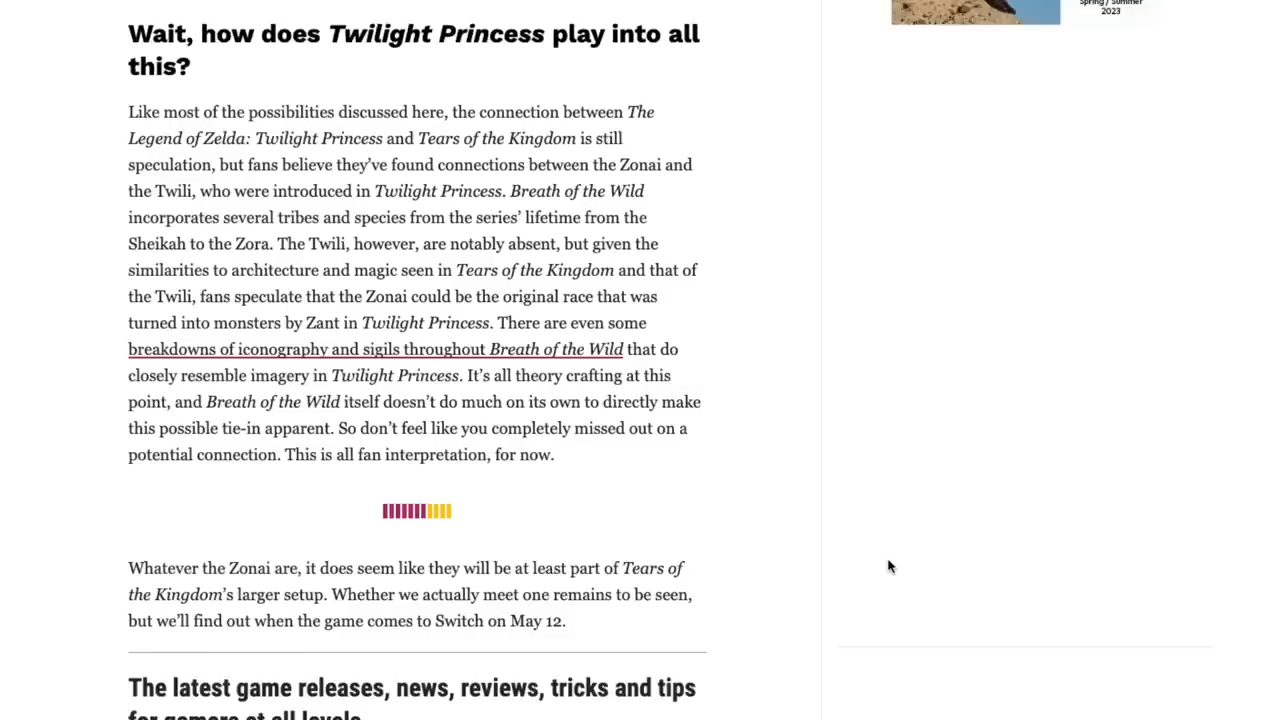 Spring / Summer
2023
Wait, how does Twilight Princess play into all
this?
Like most of the possibilities discussed here, the connection between The
Legend of Zelda: Twilight Princess and Tears of the Kingdom is still
speculation, but fans believe they’ve found connections between the Zonai and
the Twili, who were introduced in Twilight Princess. Breath of the Wild
incorporates several tribes and species from the series’ lifetime from the
Sheikah to the Zora. The Twili, however, are notably absent, but given the
similarities to architecture and magic seen in Tears of the Kingdom and that of
the Twili, fans speculate that the Zonai could be the original race that was
turned into monsters by Zant in Twilight Princess. There are even some
breakdowns of iconography and sigils throughout Breath of the Wild that do
closely resemble imagery in Twilight Princess. It’s all theory crafting at this
point, and Breath of the Wild itself doesn’t do much on its own to directly make
this possible tie-in apparent. So don’t feel like you completely missed out on a
potential connection. This is all fan interpretation, for now.
Whatever the Zonai are, it does seem like they will be at least part of Tears of
the Kingdom’s larger setup. Whether we actually meet one remains to be seen,
but we’ll find out when the game comes to Switch on May 12.
The latest game releases, news, reviews, tricks and tips
for gamers at all levels